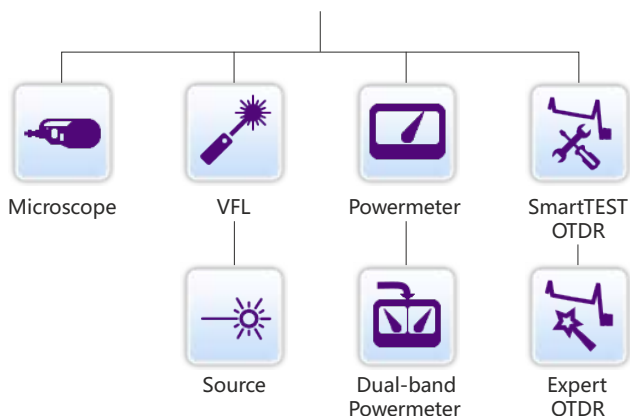 Microscope
VFL
Powermeter
SmartTEST
OTDR
Source
Dual-band
Powermeter
Expert
OTDR